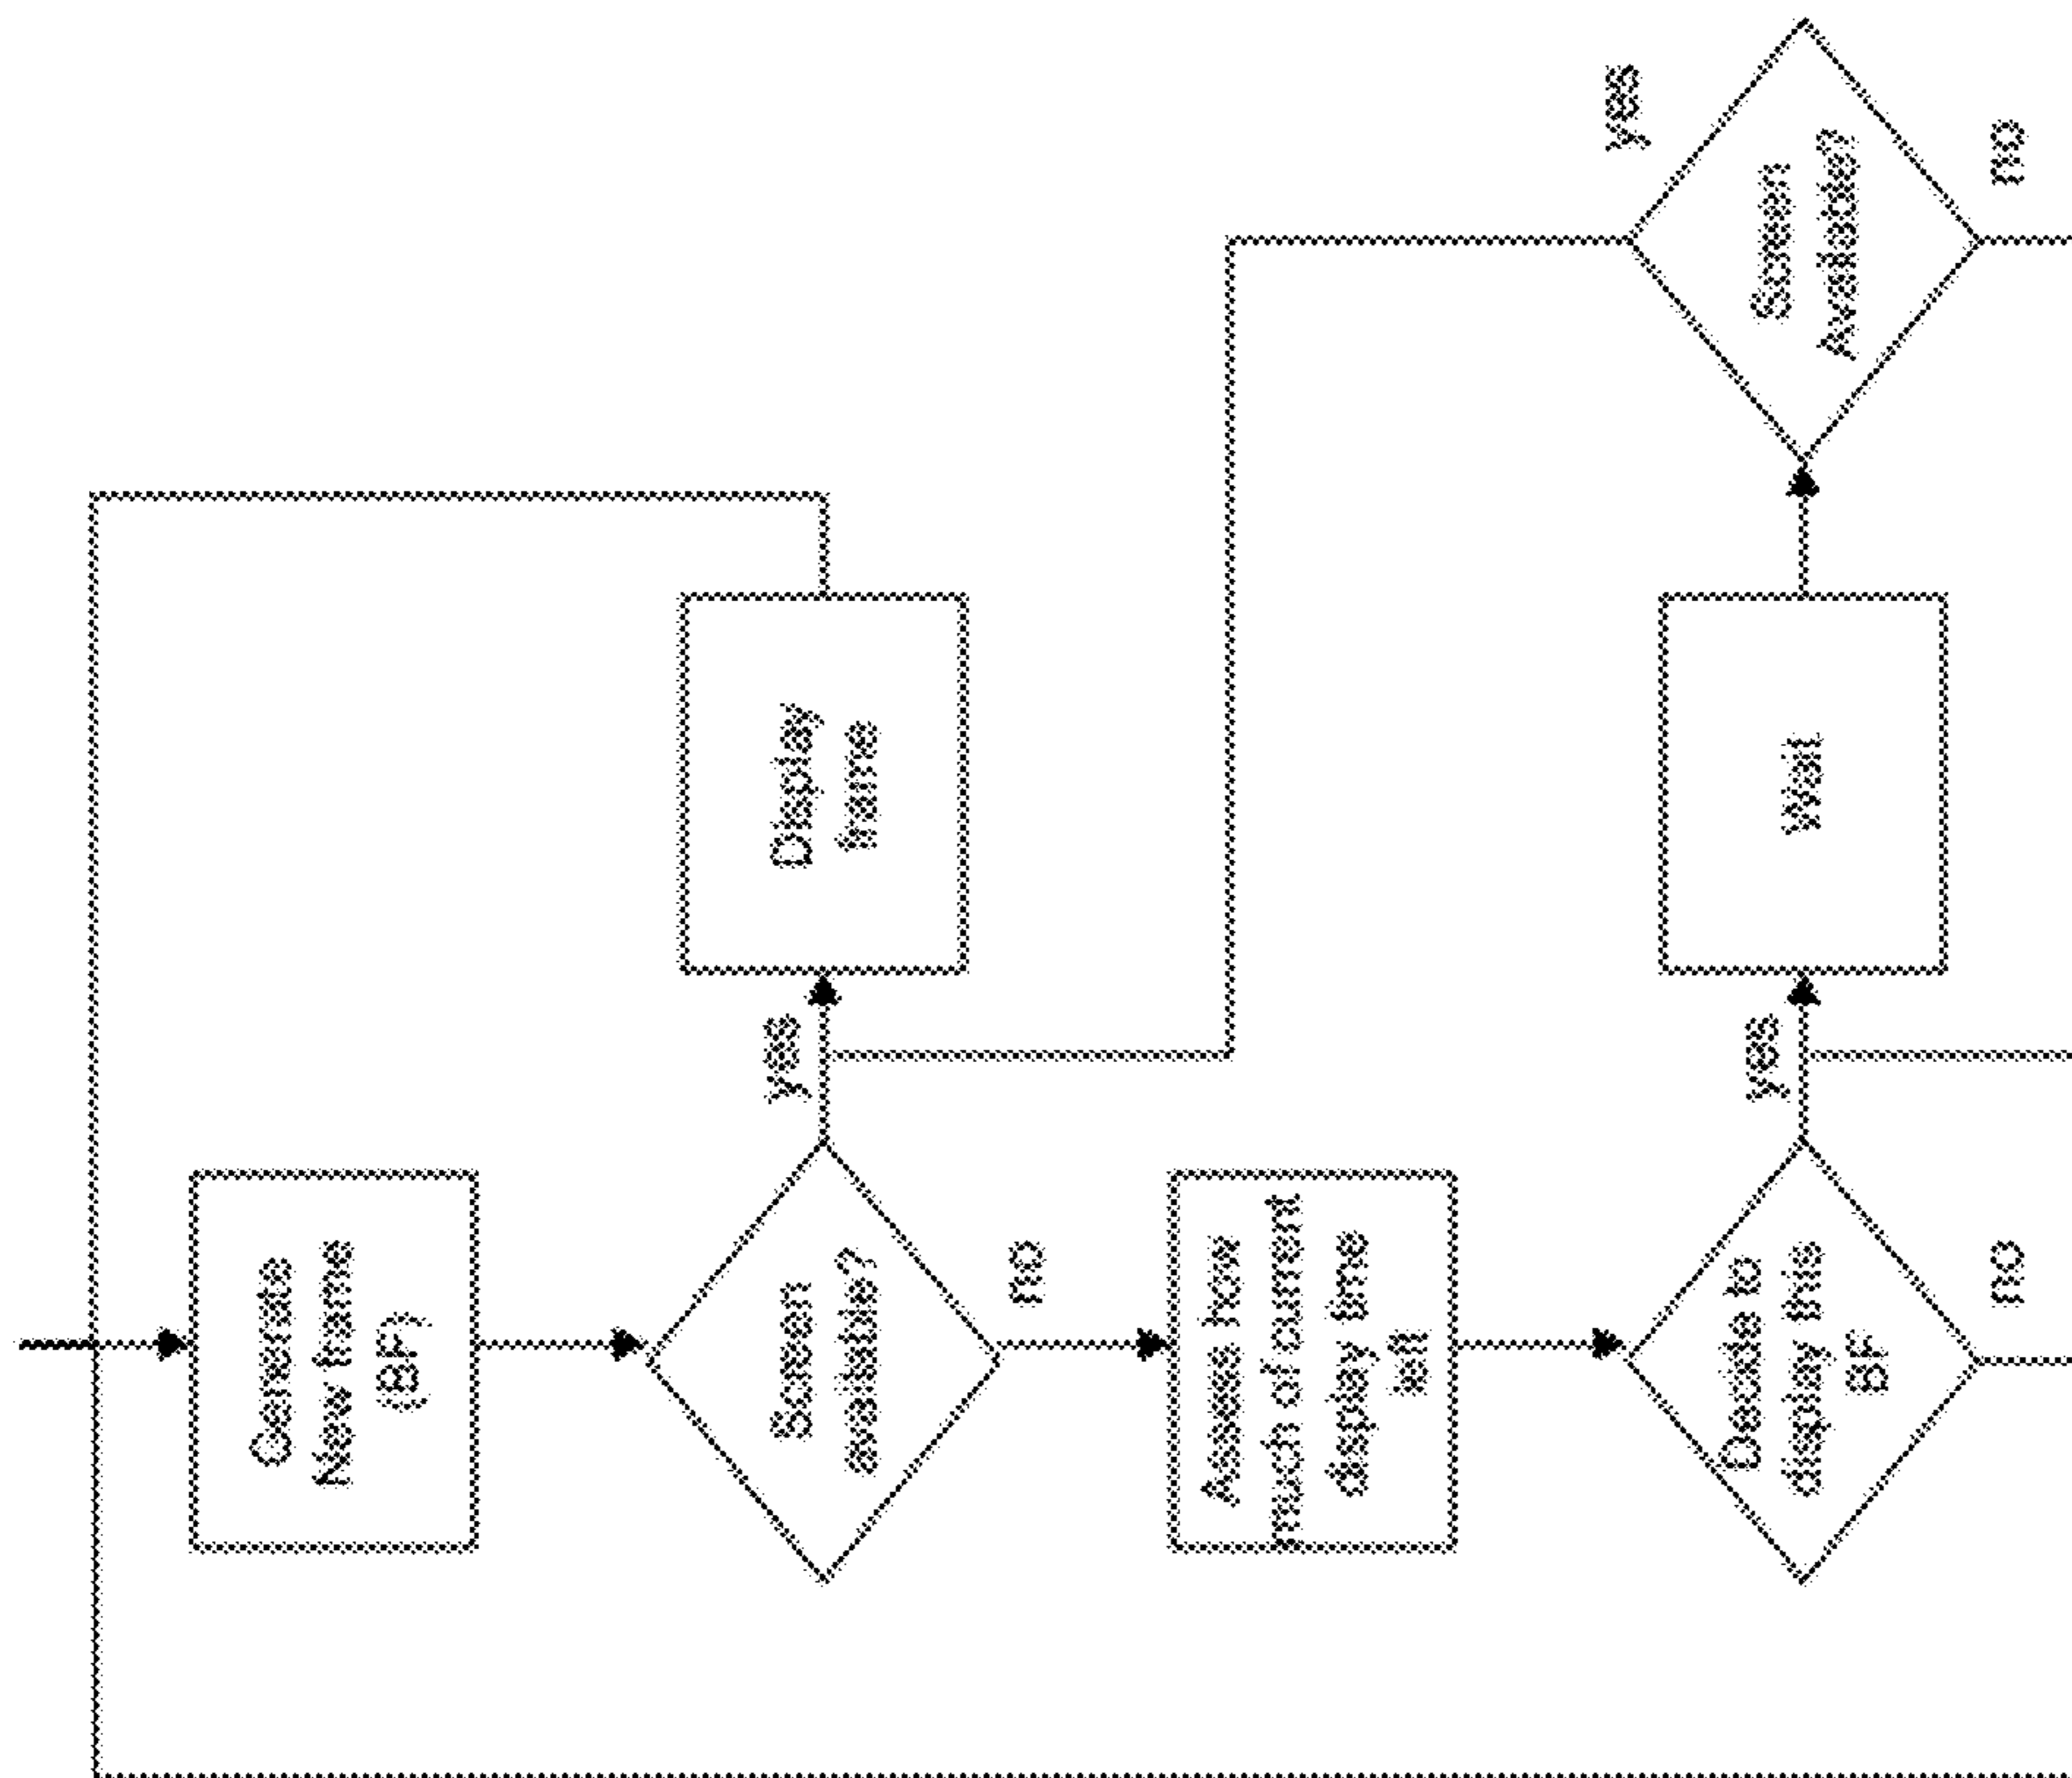 Generate
New frame
(BF)
Screen
available?
yes
Display
frame
no
Asses how
much of current
display time
left
Decide to
display this
BF
yes
Wait
yes
Screen
Available?
no
no